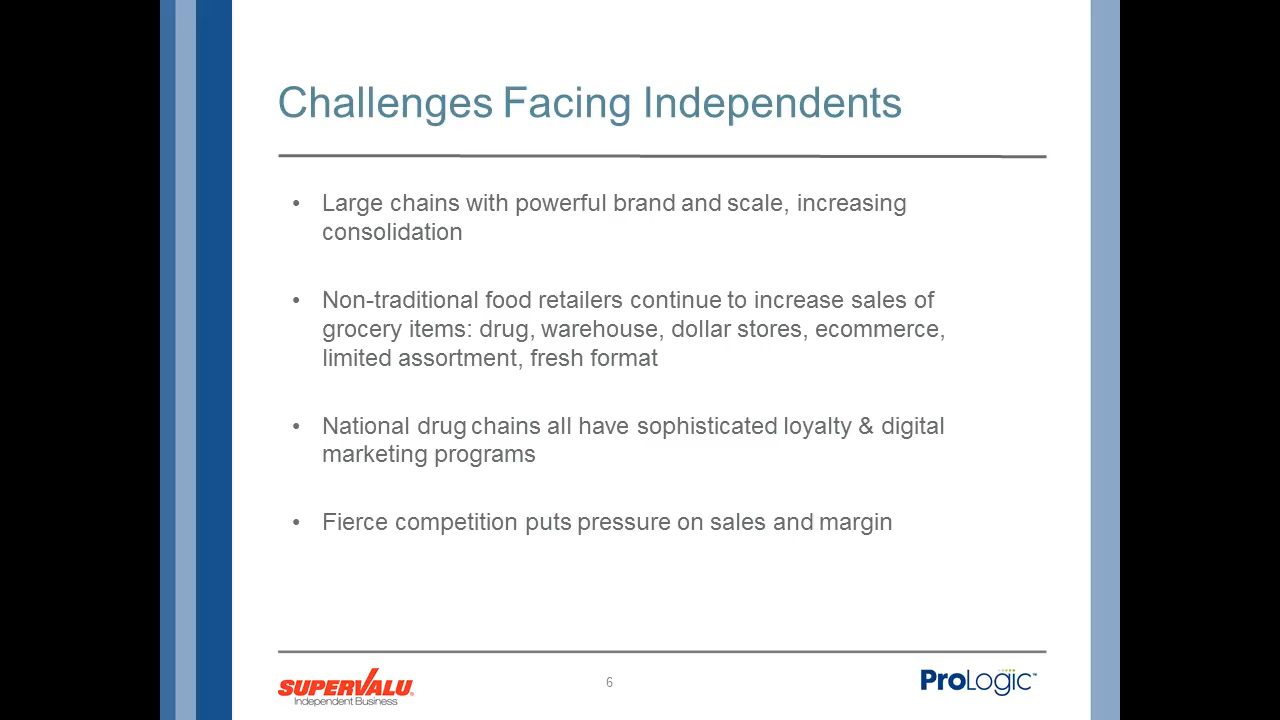 Challenges Facing Independents
• Large chains with powerful brand and scale, increasing
consolidation
• Non-traditional food retailers continue to increase sales of
grocery items: drug, warehouse, dollar stores, ecommerce,
limited assortment, fresh format
• National drug chains all have sophisticated loyalty & digital
marketing programs
• Fierce competition puts pressure on sales and margin
SUPERVALU®
Independent Business
6
ProLogic™